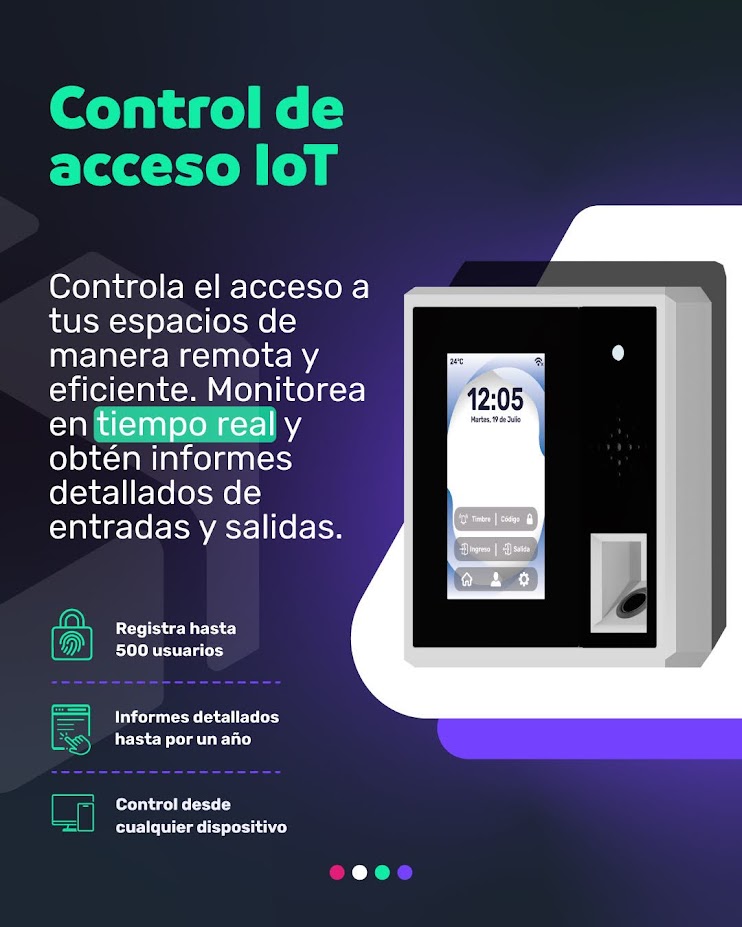 Control de
acceso IoT
Controla el acceso a
tus espacios de
manera remota y
eficiente. Monitorea
en tiempo real y
obtén informes
detallados de
entradas y salidas.
24°C
12:05
Martes, 19 de Julio
Timbre | Código
Ingreso | Salida
Registra hasta
500 usuarios
Informes detallados
hasta por un año
Control desde
cualquier dispositivo